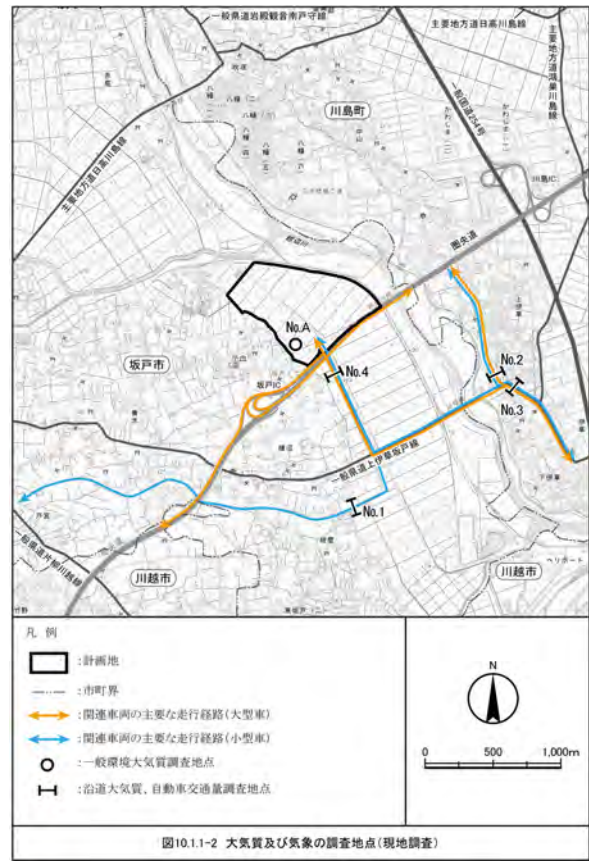 一般県道岩殿観音南戸守線
主要地方道日高川島線
主要地方道鴻巣川島線
一般国道254号
川島町
主要地方道日高川島線
川島IC
圏央道
No.A
坂戸市
坂戸IC
No.4
No.2
No.3
一般県道上伊草坂戸線
No.1
一般県道片柳川越線
川越市
川越市
ヘリポート
凡 例
:計画地
:市町界
:関連車両の主要な走行経路(大型車)
:関連車両の主要な走行経路(小型車)
:一般環境大気質調査地点
:沿道大気質、自動車交通量調査地点
N
0 500 1,000m
図10.1.1-2 大気質及び気象の調査地点(現地調査)